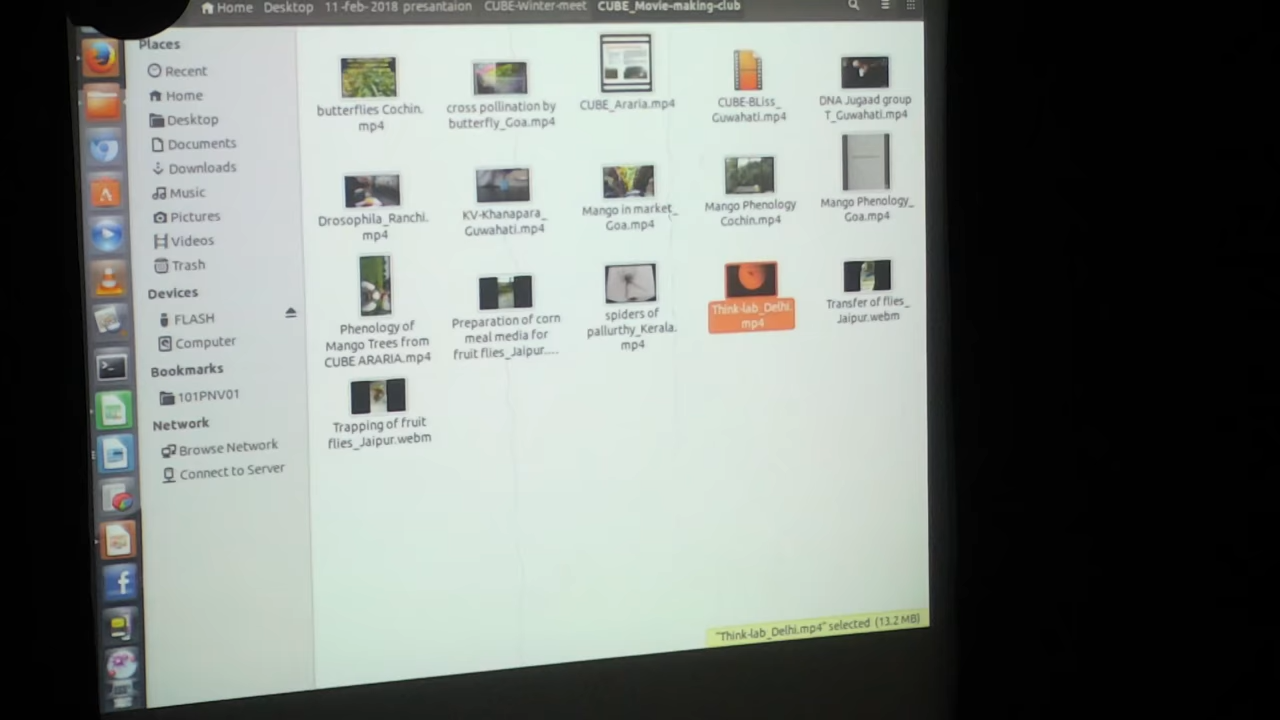 Home Desktop 11-feb-2018 presantaion CUBE-Winter-meet CUBE_Movie-making-club
Places
Recent
Home
Desktop
Documents
Downloads
Music
Pictures
Videos
Trash
Devices
FLASH
Computer
Bookmarks
101PNV01
Network
Browse Network
Connect to Server
butterflies Cochin.
mp4
cross pollination by
butterfly_Goa.mp4
CUBE_Araria.mp4
CUBE-BLiss_
Guwahati.mp4
DNA Jugaad group
T_Guwahati.mp4
Drosophila_Ranchi.
mp4
KV-Khanapara_
Guwahati.mp4
Mango in market_
Goa.mp4
Mango Phenology
Cochin.mp4
Mango Phenology_
Goa.mp4
Phenology of
Mango Trees from
CUBE ARARIA.mp4
Preparation of corn
meal media for
fruit flies_Jaipur....
spiders of
pallurthy_Kerala.
mp4
Think-lab_Delhi.
mp4
Transfer of flies_
Jaipur.webm
Trapping of fruit
flies_Jaipur.webm
"Think-lab_Delhi.mp4" selected (13.2 MB)